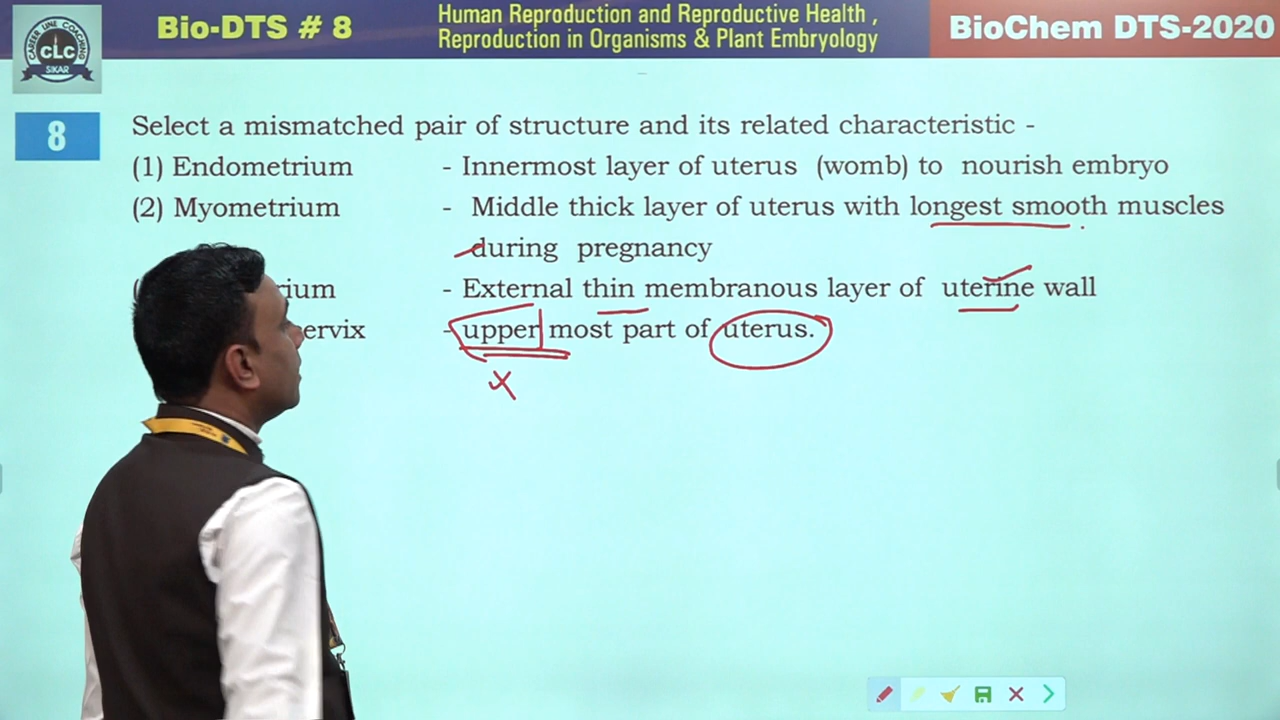 Bio-DTS # 8
Human Reproduction and Reproductive Health ,
Reproduction in Organisms & Plant Embryology
BioChem DTS-2020
CAREER LINE COACHING
CLC
SIKAR
8
Select a mismatched pair of structure and its related characteristic -
(1) Endometrium - Innermost layer of uterus (womb) to nourish embryo
(2) Myometrium - Middle thick layer of uterus with longest smooth muscles
during pregnancy
(rium - External thin membranous layer of uterine wall
ervix - upper most part of uterus.